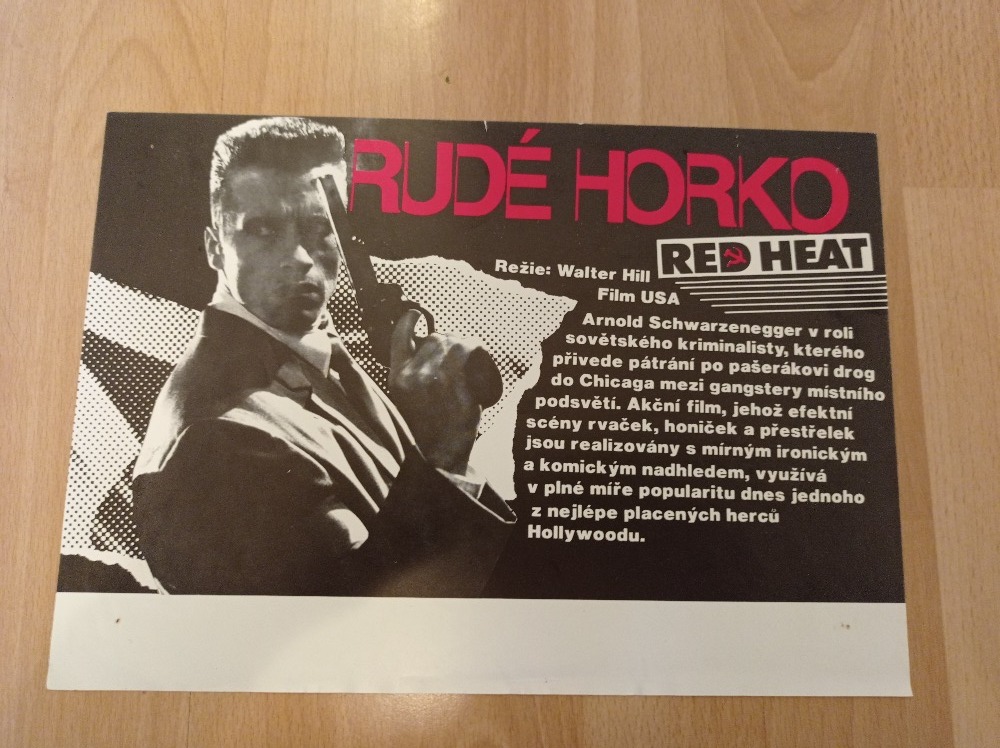 RUDÉ HORKO
RED HEAT
Režie: Walter Hill
Film USA
Arnold Schwarzenegger v roli
sovětského kriminalisty, kterého
přivede pátrání po pašerákovi drog
do Chicaga mezi gangstery místního
podsvětí. Akční film, jehož efektní
scény rvaček, honiček a přestřelek
jsou realizovány s mírným ironickým
a komickým nadhledem, využívá
v plné míře popularitu dnes jednoho
z nejlépe placených herců
Hollywoodu.